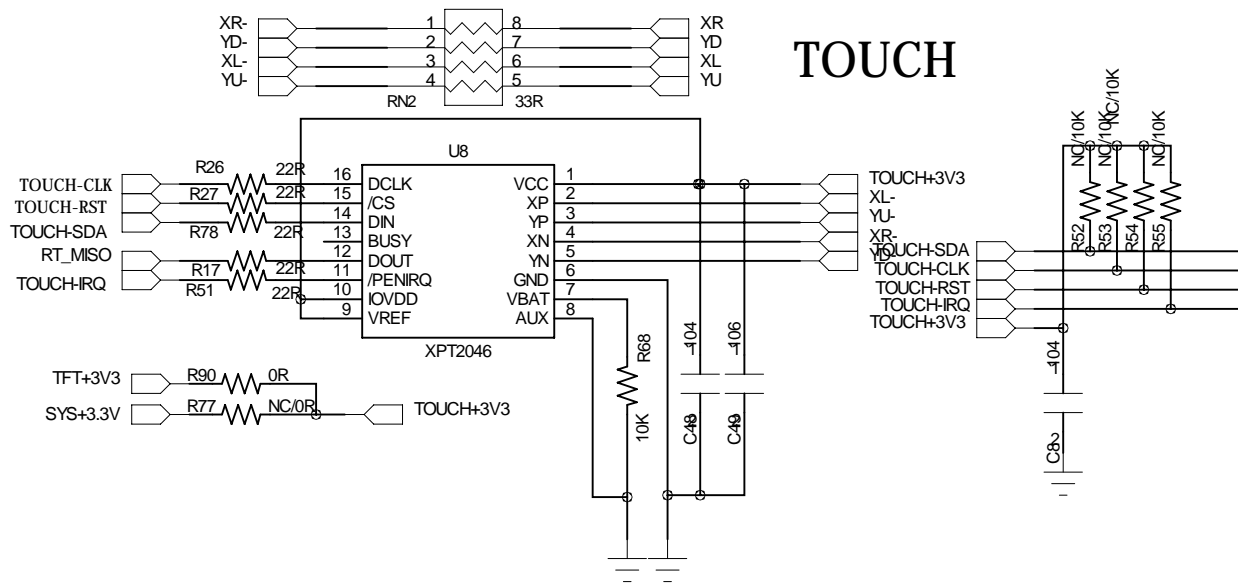 TOUCH
XR- 1 8 XR
YD- 2 7 YD
XL- 3 6 XL
YU- 4 5 YU
RN2 33R
U8
R26 22R 16 DCLK VCC 1 TOUCH+3V3
TOUCH-CLK
R27 22R 15 /CS XP 2 XL-
TOUCH-RST
14 DIN YP 3 YU-
TOUCH-SDA R78 22R 13 BUSY XN 4 XR-
RT_MISO 12 DOUT YN 5 YD-
R17 22R 11 /PENIRQ GND 6
TOUCH-IRQ R51 22R 10 IOVDD VBAT 7
9 VREF AUX 8
XPT2046
R68
10K
104
C48
106
C49
TFT+3V3 R90 0R
SYS+3.3V R77 NC/0R TOUCH+3V3
NC/10K NC/10K NC/10K NC/10K
R52 R53 R54 R55
TOUCH-SDA
TOUCH-CLK
TOUCH-RST
TOUCH-IRQ
TOUCH+3V3
104
C8